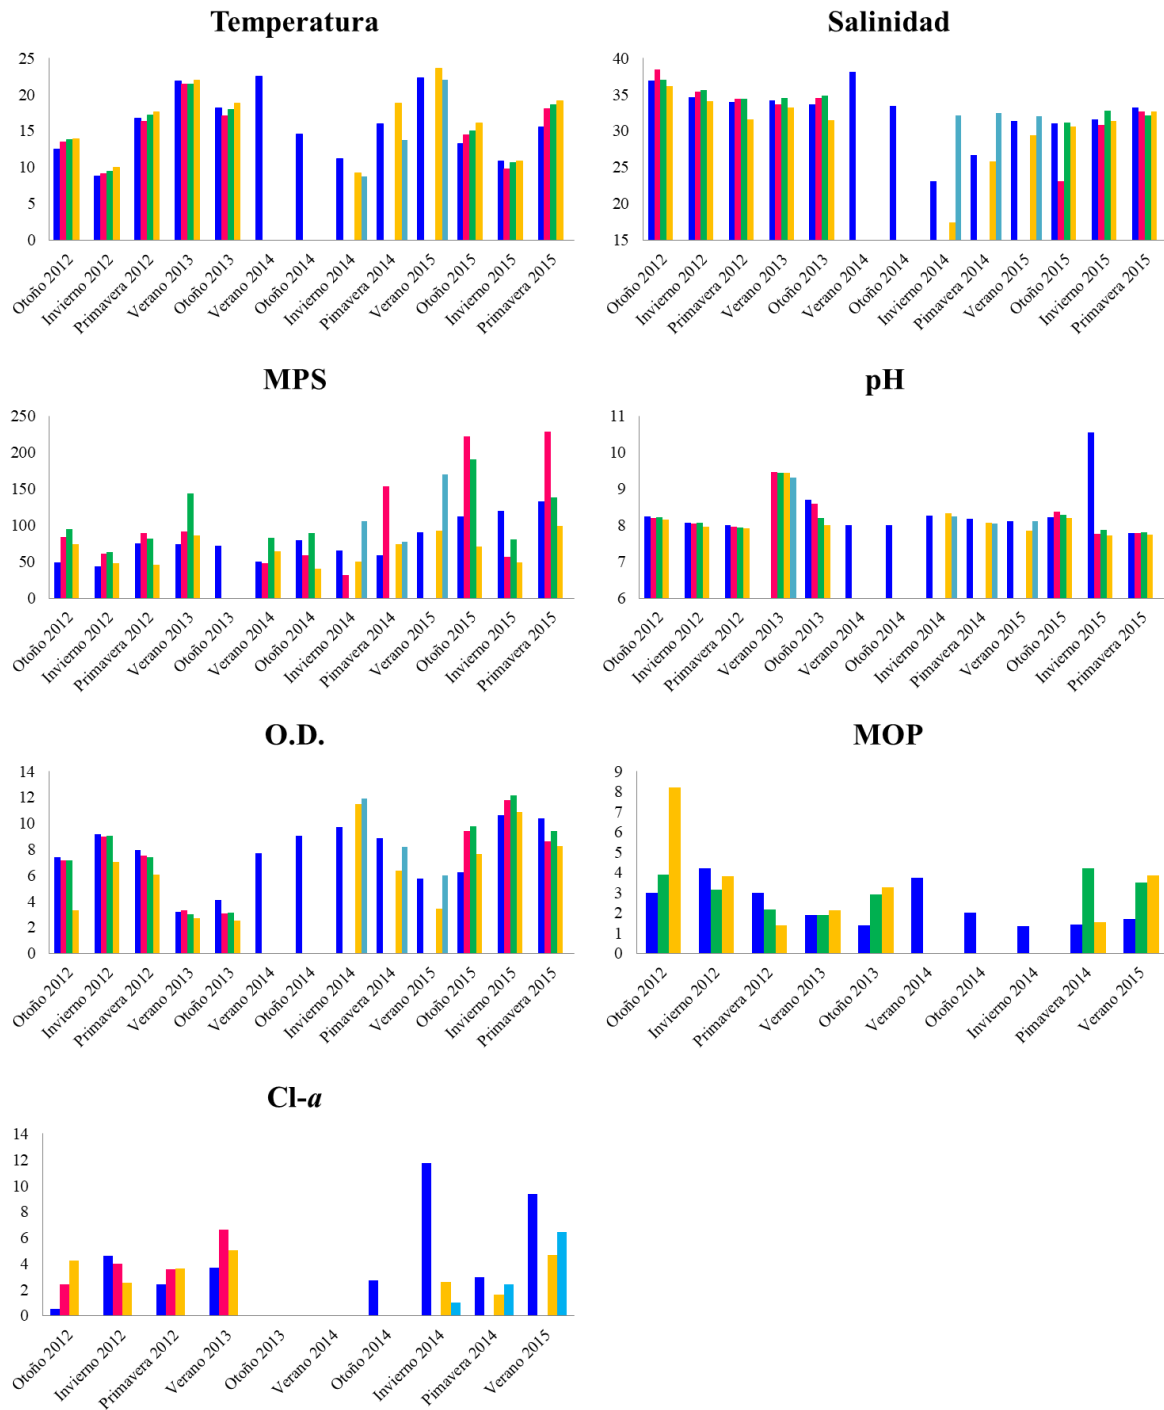 Temperatura
25
20
15
10
5
0
Otoño 2012
Invierno 2012
Primavera 2012
Verano 2013
Otoño 2013
Verano 2014
Otoño 2014
Invierno 2014
Pimavera 2014
Verano 2015
Otoño 2015
Invierno 2015
Primavera 2015
Salinidad
40
35
30
25
20
15
Otoño 2012
Invierno 2012
Primavera 2012
Verano 2013
Otoño 2013
Verano 2014
Otoño 2014
Invierno 2014
Pimavera 2014
Verano 2015
Otoño 2015
Invierno 2015
Primavera 2015
MPS
250
200
150
100
50
0
Otoño 2012
Invierno 2012
Primavera 2012
Verano 2013
Otoño 2013
Verano 2014
Otoño 2014
Invierno 2014
Pimavera 2014
Verano 2015
Otoño 2015
Invierno 2015
Primavera 2015
pH
11
10
9
8
7
6
Otoño 2012
Invierno 2012
Primavera 2012
Verano 2013
Otoño 2013
Verano 2014
Otoño 2014
Invierno 2014
Pimavera 2014
Verano 2015
Otoño 2015
Invierno 2015
Primavera 2015
O.D.
14
12
10
8
6
4
2
0
Otoño 2012
Invierno 2012
Primavera 2012
Verano 2013
Otoño 2013
Verano 2014
Otoño 2014
Invierno 2014
Pimavera 2014
Verano 2015
Otoño 2015
Invierno 2015
Primavera 2015
MOP
9
8
7
6
5
4
3
2
1
0
Otoño 2012
Invierno 2012
Primavera 2012
Verano 2013
Otoño 2013
Verano 2014
Otoño 2014
Invierno 2014
Pimavera 2014
Verano 2015
Cl-a
14
12
10
8
6
4
2
0
Otoño 2012
Invierno 2012
Primavera 2012
Verano 2013
Otoño 2013
Verano 2014
Otoño 2014
Invierno 2014
Pimavera 2014
Verano 2015